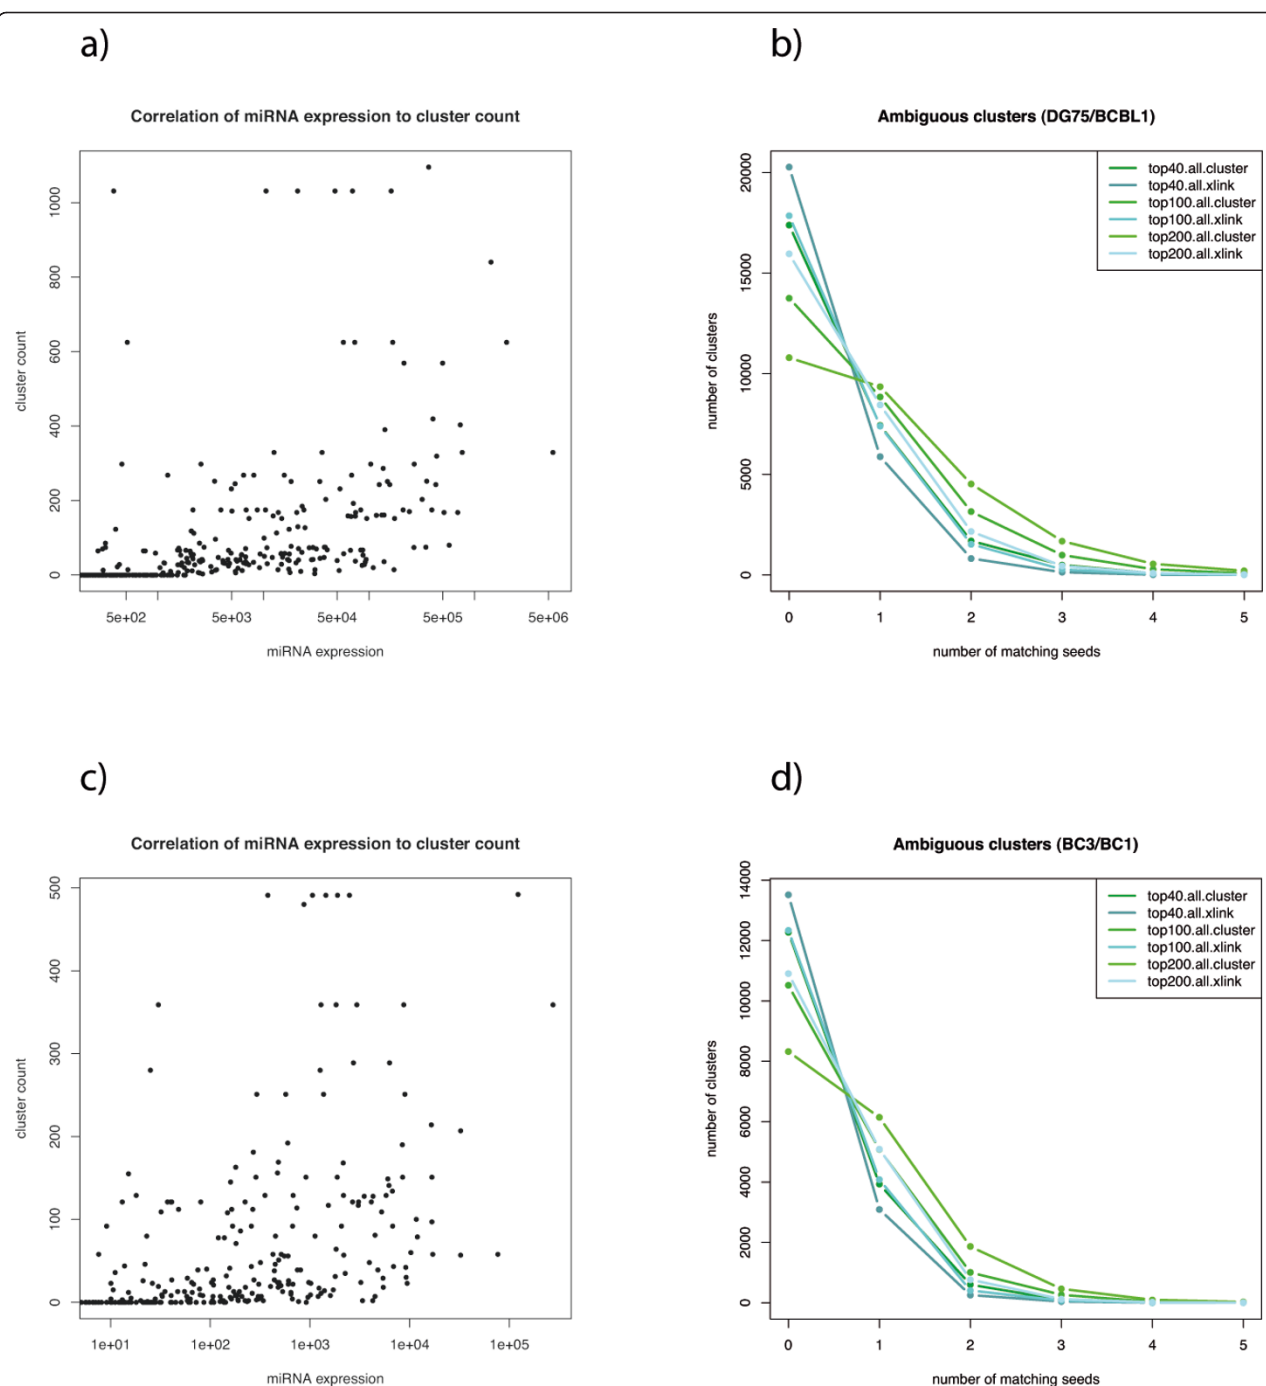 a)
Correlation of miRNA expression to cluster count
cluster count
1000
800
600
400
200
0
5e+02 5e+03 5e+04 5e+05 5e+06
miRNA expression
b)
Ambiguous clusters (DG75/BCBL1)
number of clusters
20000
15000
10000
5000
0
top40.all.cluster
top40.all.xlink
top100.all.cluster
top100.all.xlink
top200.all.cluster
top200.all.xlink
0 1 2 3 4 5
number of matching seeds
c)
Correlation of miRNA expression to cluster count
cluster count
500
400
300
200
100
0
1e+01 1e+02 1e+03 1e+04 1e+05
miRNA expression
d)
Ambiguous clusters (BC3/BC1)
number of clusters
14000
12000
10000
8000
6000
4000
2000
0
top40.all.cluster
top40.all.xlink
top100.all.cluster
top100.all.xlink
top200.all.cluster
top200.all.xlink
0 1 2 3 4 5
number of matching seeds